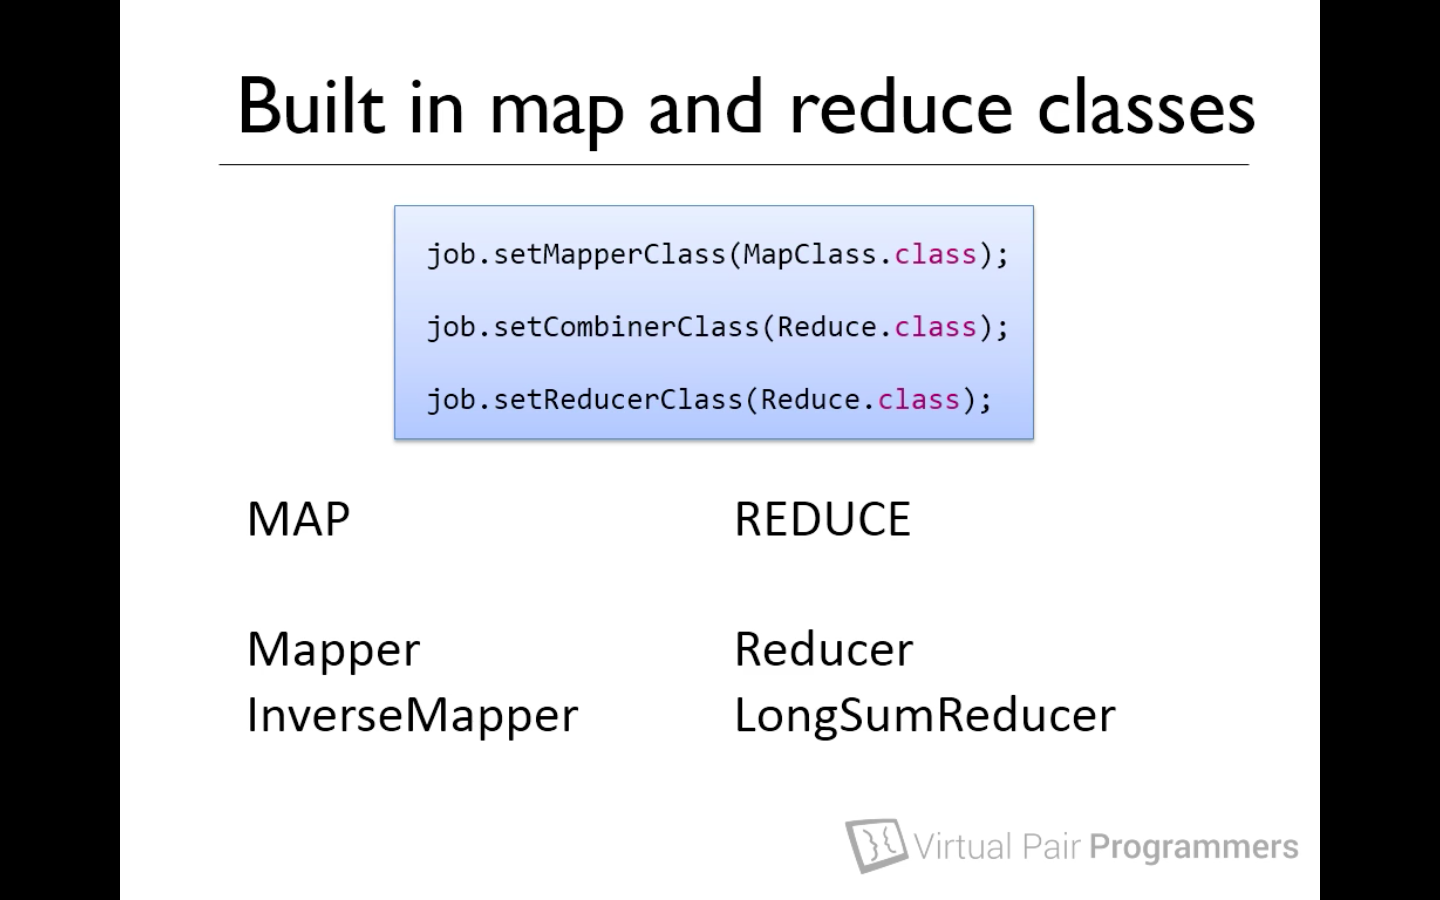 Built in map and reduce classes
job.setMapperClass(MapClass.class);
job.setCombinerClass(Reduce.class);
job.setReducerClass(Reduce.class);
MAP
REDUCE
Mapper
Reducer
InverseMapper
LongSumReducer
Virtual Pair Programmers